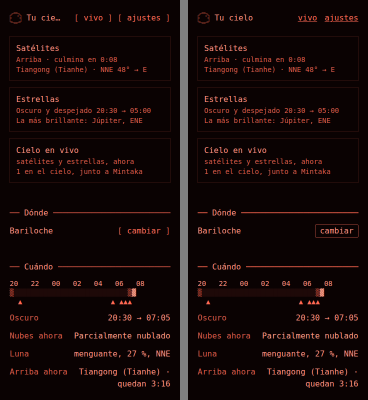 Tu cie… [ vivo ] [ ajustes ]
Satélites
Arriba · culmina en 0:08
Tiangong (Tianhe) · NNE 48° → E
Estrellas
Oscuro y despejado 20:30 → 05:00
La más brillante: Júpiter, ENE
Cielo en vivo
satélites y estrellas, ahora
1 en el cielo, junto a Mintaka
Dónde
Bariloche [ cambiar ]
Cuándo
20 22 00 02 04 06 08
Oscuro 20:30 → 07:05
Nubes ahora Parcialmente nublado
Luna menguante, 27 %, NNE
Arriba ahora Tiangong (Tianhe) ·
quedan 3:16
Tu cielo vivo ajustes
Satélites
Arriba · culmina en 0:08
Tiangong (Tianhe) · NNE 48° → E
Estrellas
Oscuro y despejado 20:30 → 05:00
La más brillante: Júpiter, ENE
Cielo en vivo
satélites y estrellas, ahora
1 en el cielo, junto a Mintaka
Dónde
Bariloche cambiar
Cuándo
20 22 00 02 04 06 08
Oscuro 20:30 → 07:05
Nubes ahora Parcialmente nublado
Luna menguante, 27 %, NNE
Arriba ahora Tiangong (Tianhe) ·
quedan 3:16